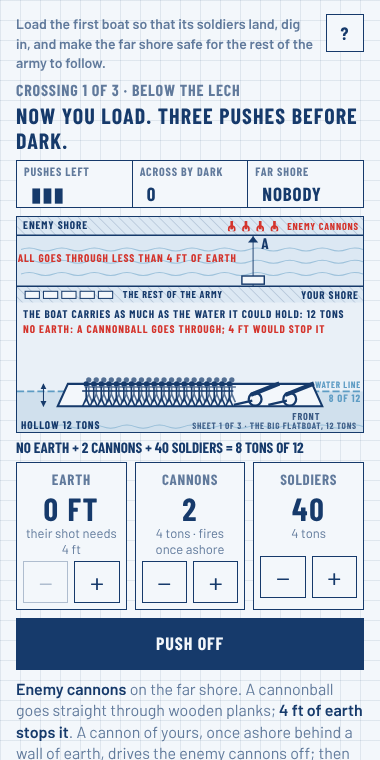 Load the first boat so that its soldiers land, dig
in, and make the far shore safe for the rest of the
army to follow.
?
CROSSING 1 OF 3 · BELOW THE LECH
NOW YOU LOAD. THREE PUSHES BEFORE
DARK.
PUSHES LEFT
ACROSS BY DARK
0
FAR SHORE
NOBODY
ENEMY SHORE
ENEMY CANNONS
A
ALL GOES THROUGH LESS THAN 4 FT OF EARTH
THE REST OF THE ARMY
YOUR SHORE
THE BOAT CARRIES AS MUCH AS THE WATER IT COULD HOLD: 12 TONS
NO EARTH: A CANNONBALL GOES THROUGH; 4 FT WOULD STOP IT
WATER LINE
8 OF 12
FRONT
HOLLOW 12 TONS
SHEET 1 OF 3 · THE BIG FLATBOAT, 12 TONS
NO EARTH + 2 CANNONS + 40 SOLDIERS = 8 TONS OF 12
EARTH
0 FT
their shot needs
4 ft
− +
CANNONS
2
4 tons · fires
once ashore
− +
SOLDIERS
40
4 tons
− +
PUSH OFF
Enemy cannons on the far shore. A cannonball
goes straight through wooden planks; 4 ft of earth
stops it. A cannon of yours, once ashore behind a
wall of earth, drives the enemy cannons off; then